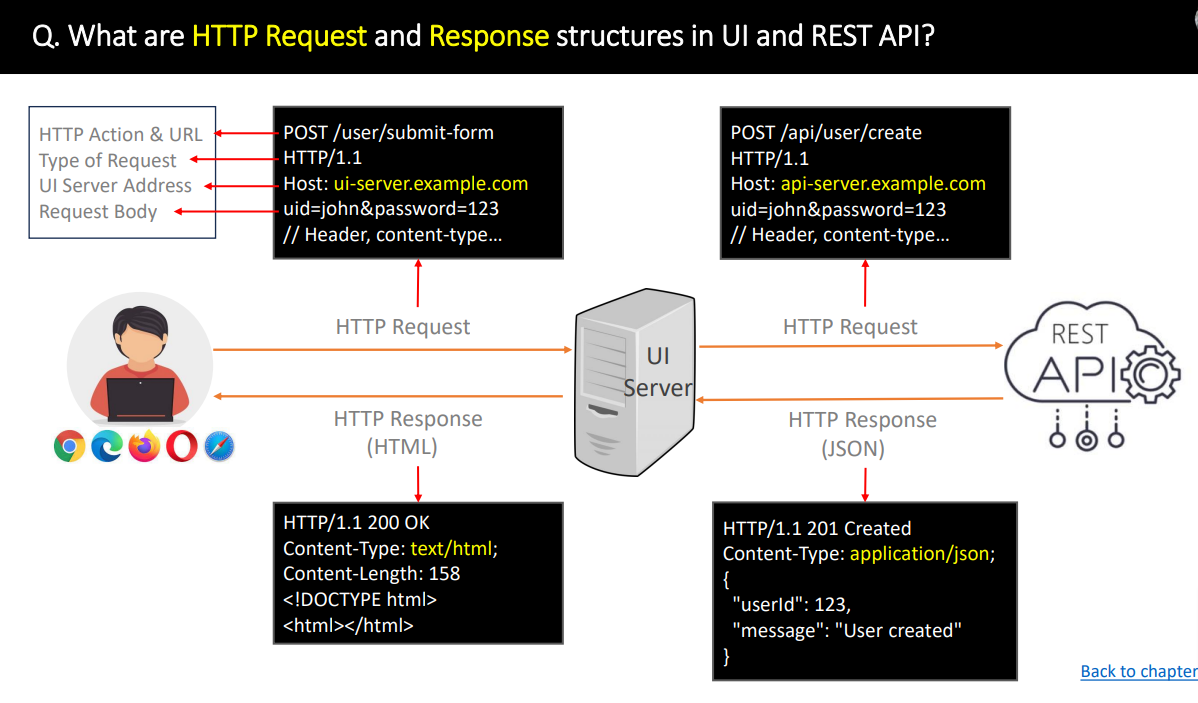 Q. What are HTTP Request and Response structures in UI and REST API?
HTTP Action & URL
Type of Request
UI Server Address
Request Body
POST /user/submit-form
HTTP/1.1
Host: ui-server.example.com
uid=john&password=123
// Header, content-type...
POST /api/user/create
HTTP/1.1
Host: api-server.example.com
uid=john&password=123
// Header, content-type...
HTTP Request
HTTP Response
(HTML)
UI
Server
HTTP Request
HTTP Response
(JSON)
REST
API
HTTP/1.1 200 OK
Content-Type: text/html;
Content-Length: 158
<!DOCTYPE html>
<html></html>
HTTP/1.1 201 Created
Content-Type: application/json;
{
"userId": 123,
"message": "User created"
}
Back to chapter